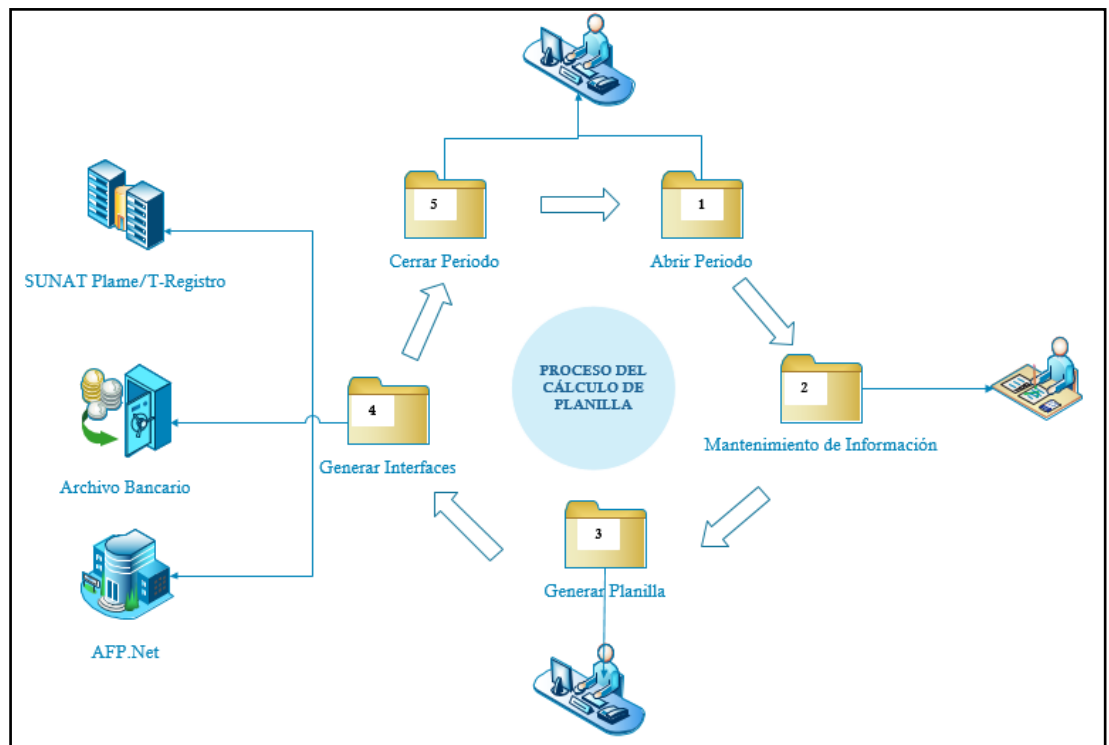 5
1
Cerrar Periodo
Abrir Periodo
SUNAT Plame/T-Registro
PROCESO DEL
CÁLCULO DE
PLANILLA
2
Mantenimiento de Información
4
Generar Interfaces
Archivo Bancario
3
Generar Planilla
AFP.Net